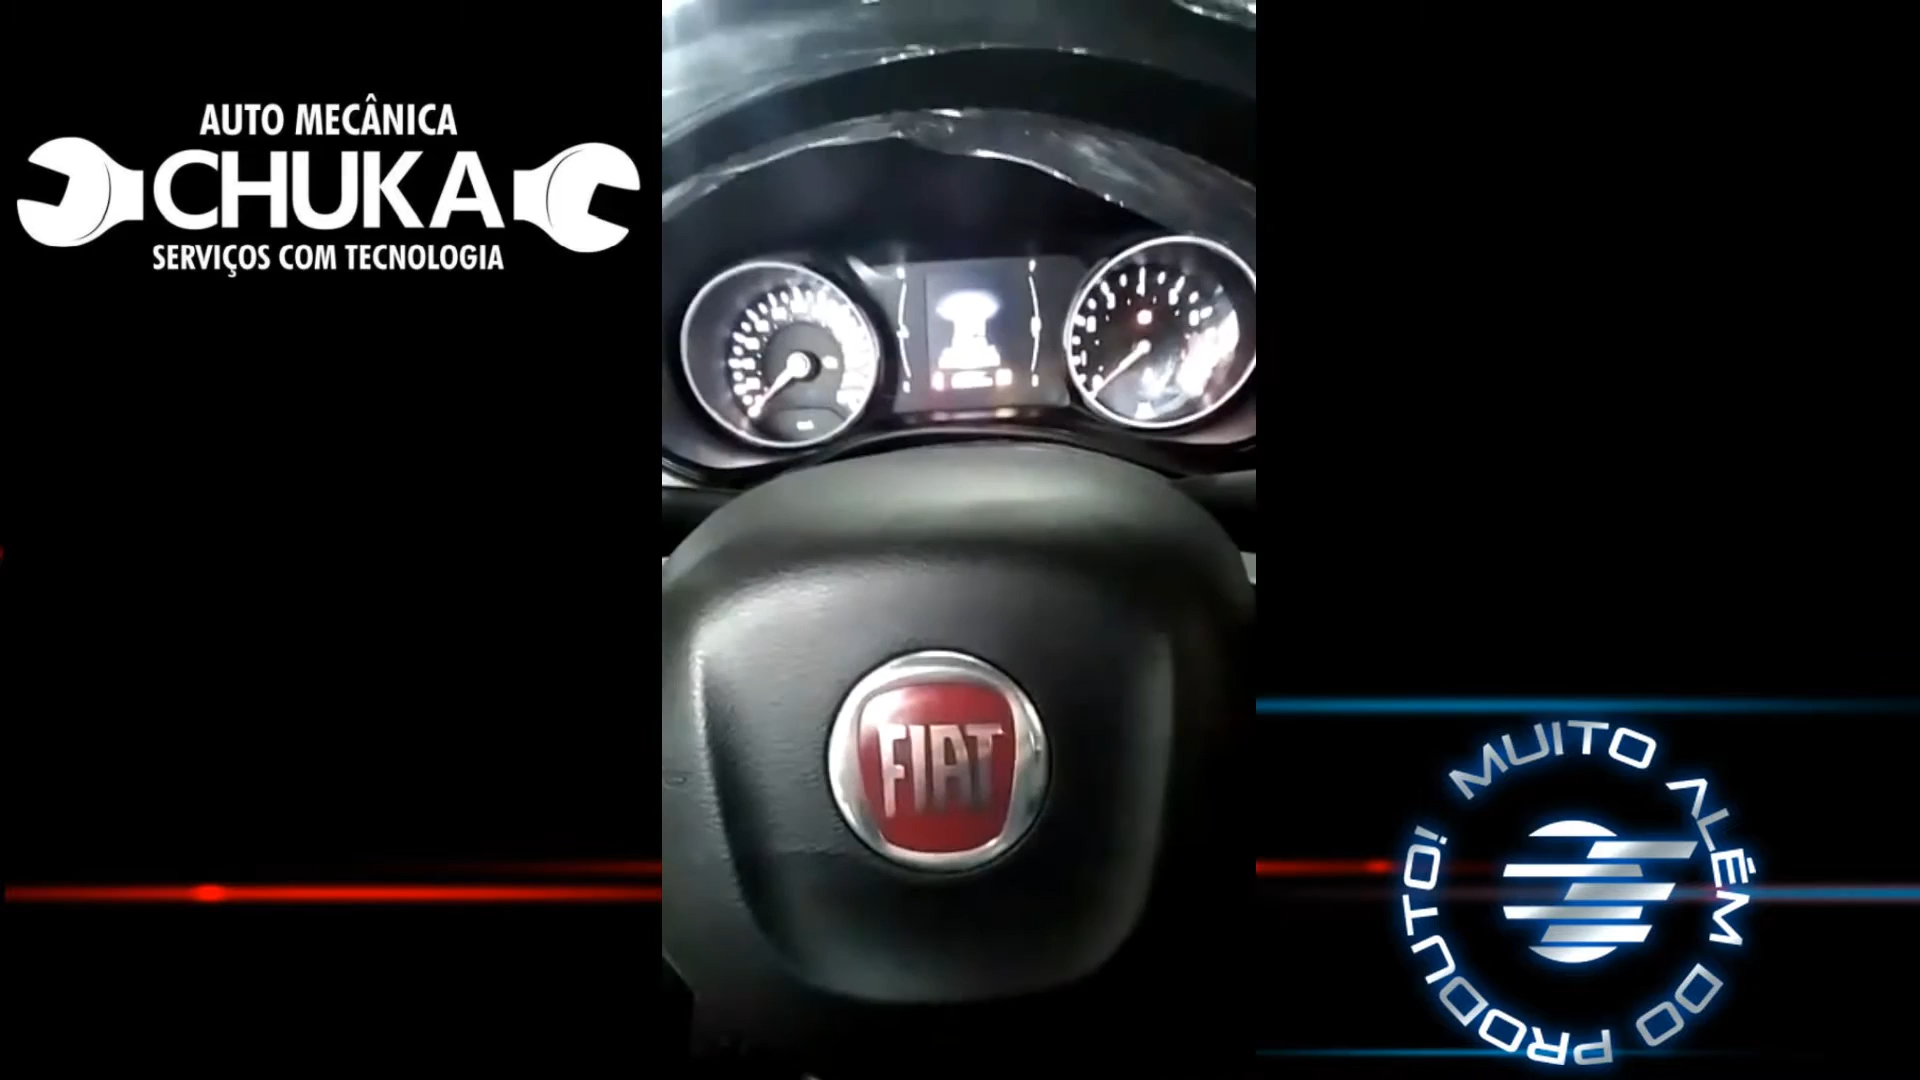 AUTO MECÂNICA
CHUKA
SERVIÇOS COM TECNOLOGIA
FIAT
MUITO ALÉM DO PRODUTO!